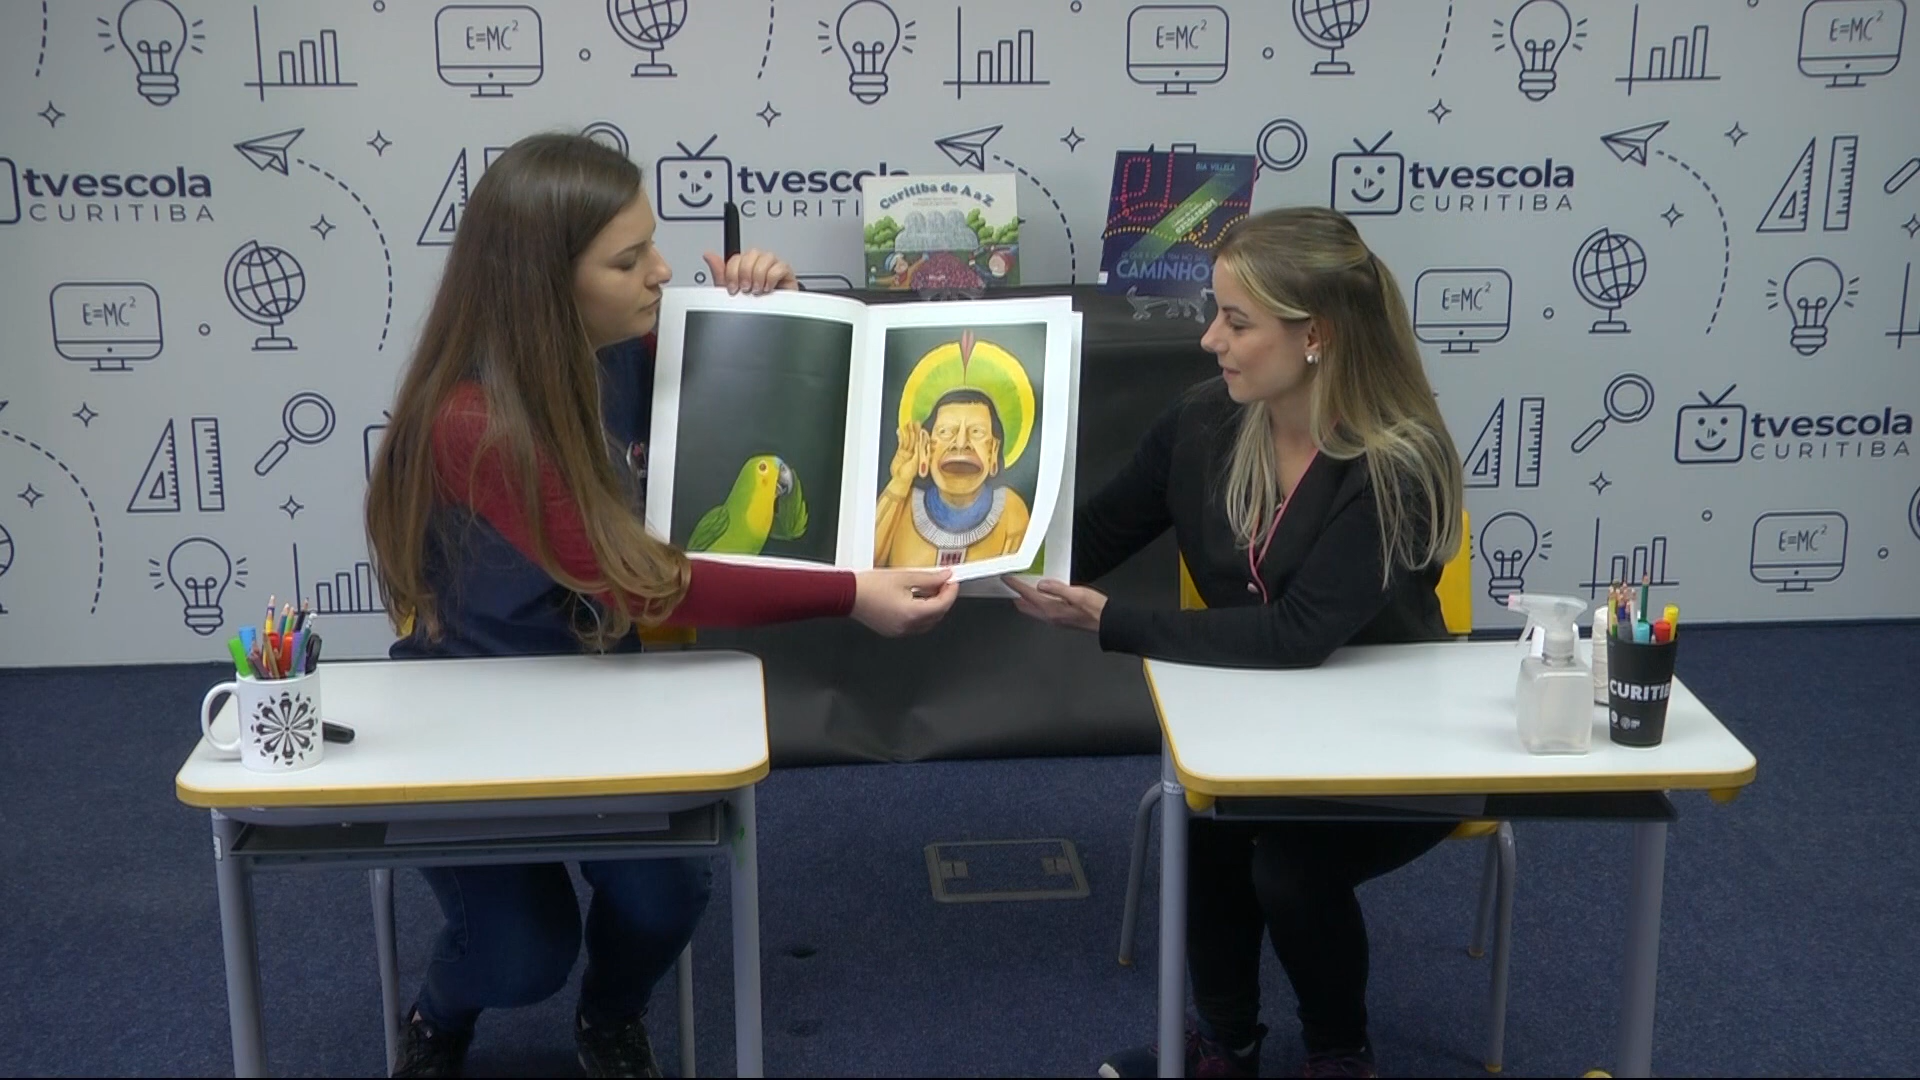 E=MC²
E=MC²
E=MC²
tvescola
CURITIBA
tvescola
CURITI
tvescola
CURITIBA
Curitiba de A a Z
BIA VILLELA
CAMINHO
E=MC²
E=MC²
tvescola
CURITIBA
E=MC²
CURITIB